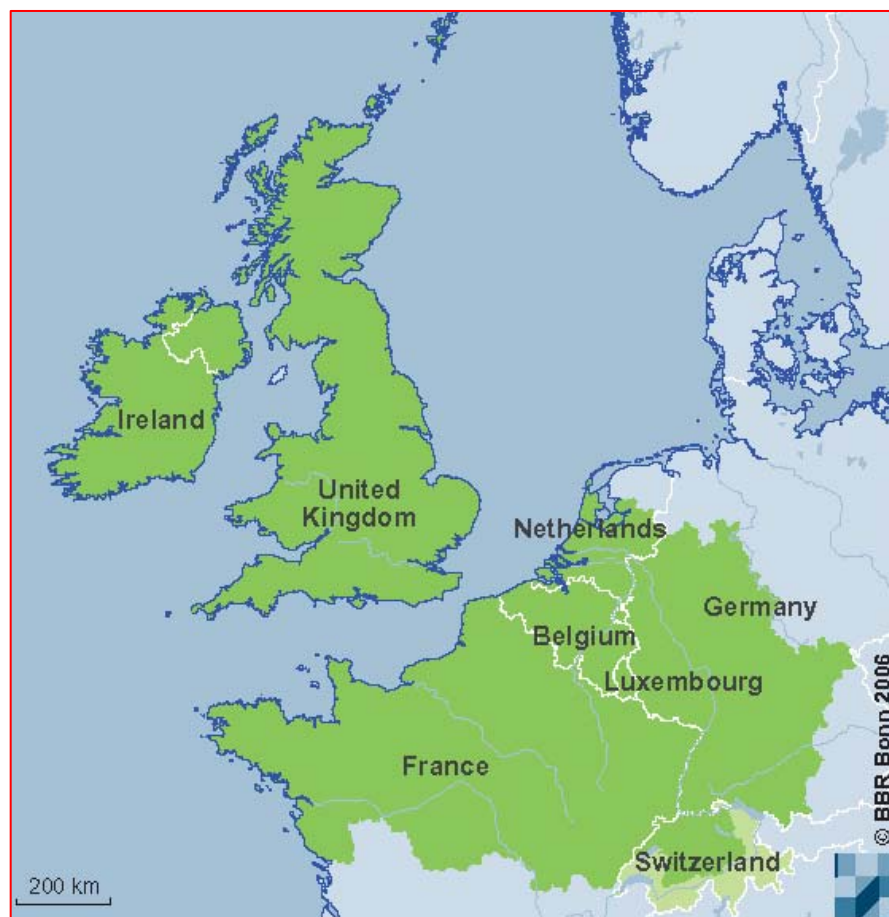 Ireland
United
Kingdom
Netherlands
Germany
Belgium
Luxembourg
France
Switzerland
200 km
© BBR Bonn 2006